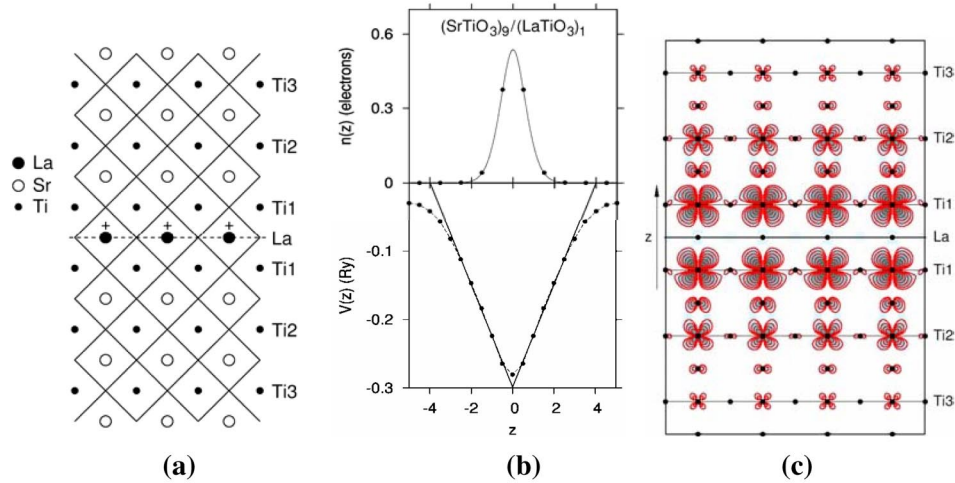 Ti3
Ti2
La
Sr
Ti
Ti1
+ + +
La
Ti1
Ti2
Ti3
(a)
(SrTiO3)9/(LaTiO3)1
n(z) (electrons)
0.6
0.3
0
V(z) (Ry)
-0.1
-0.2
-0.3
-4 -2 0 2 4
z
(b)
Ti3
Ti2
Ti1
z
La
Ti1
Ti2
Ti3
(c)